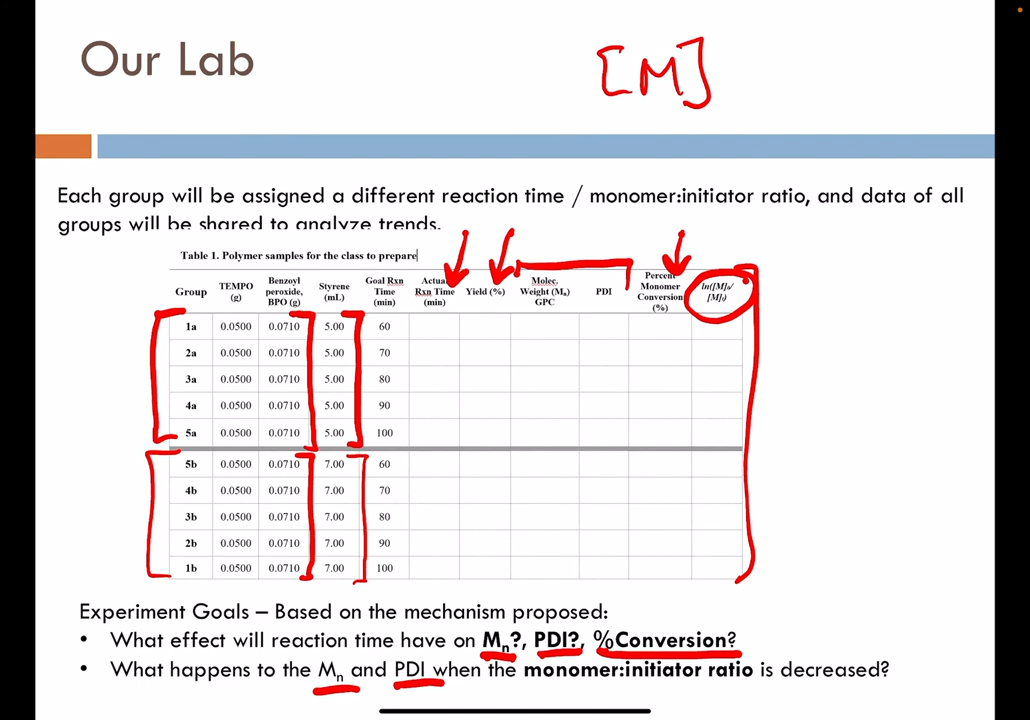 Our Lab
[M]
Each group will be assigned a different reaction time / monomer:initiator ratio, and data of all
groups will be shared to analyze trends.
Table 1. Polymer samples for the class to prepare
Group TEMPO (g) Benzoyl peroxide, BPO (g) Styrene (mL) Goal Rxn Time (min) Actual Rxn Time (min) Yield (%) Molec. Weight (Mₙ) GPC PDI Percent Monomer Conversion (%) ln([M]₀/[M]ₜ)
1a 0.0500 0.0710 5.00 60
2a 0.0500 0.0710 5.00 70
3a 0.0500 0.0710 5.00 80
4a 0.0500 0.0710 5.00 90
5a 0.0500 0.0710 5.00 100
5b 0.0500 0.0710 7.00 60
4b 0.0500 0.0710 7.00 70
3b 0.0500 0.0710 7.00 80
2b 0.0500 0.0710 7.00 90
1b 0.0500 0.0710 7.00 100
Experiment Goals – Based on the mechanism proposed:
• What effect will reaction time have on Mₙ?, PDI?, %Conversion?
• What happens to the Mₙ and PDI when the monomer:initiator ratio is decreased?